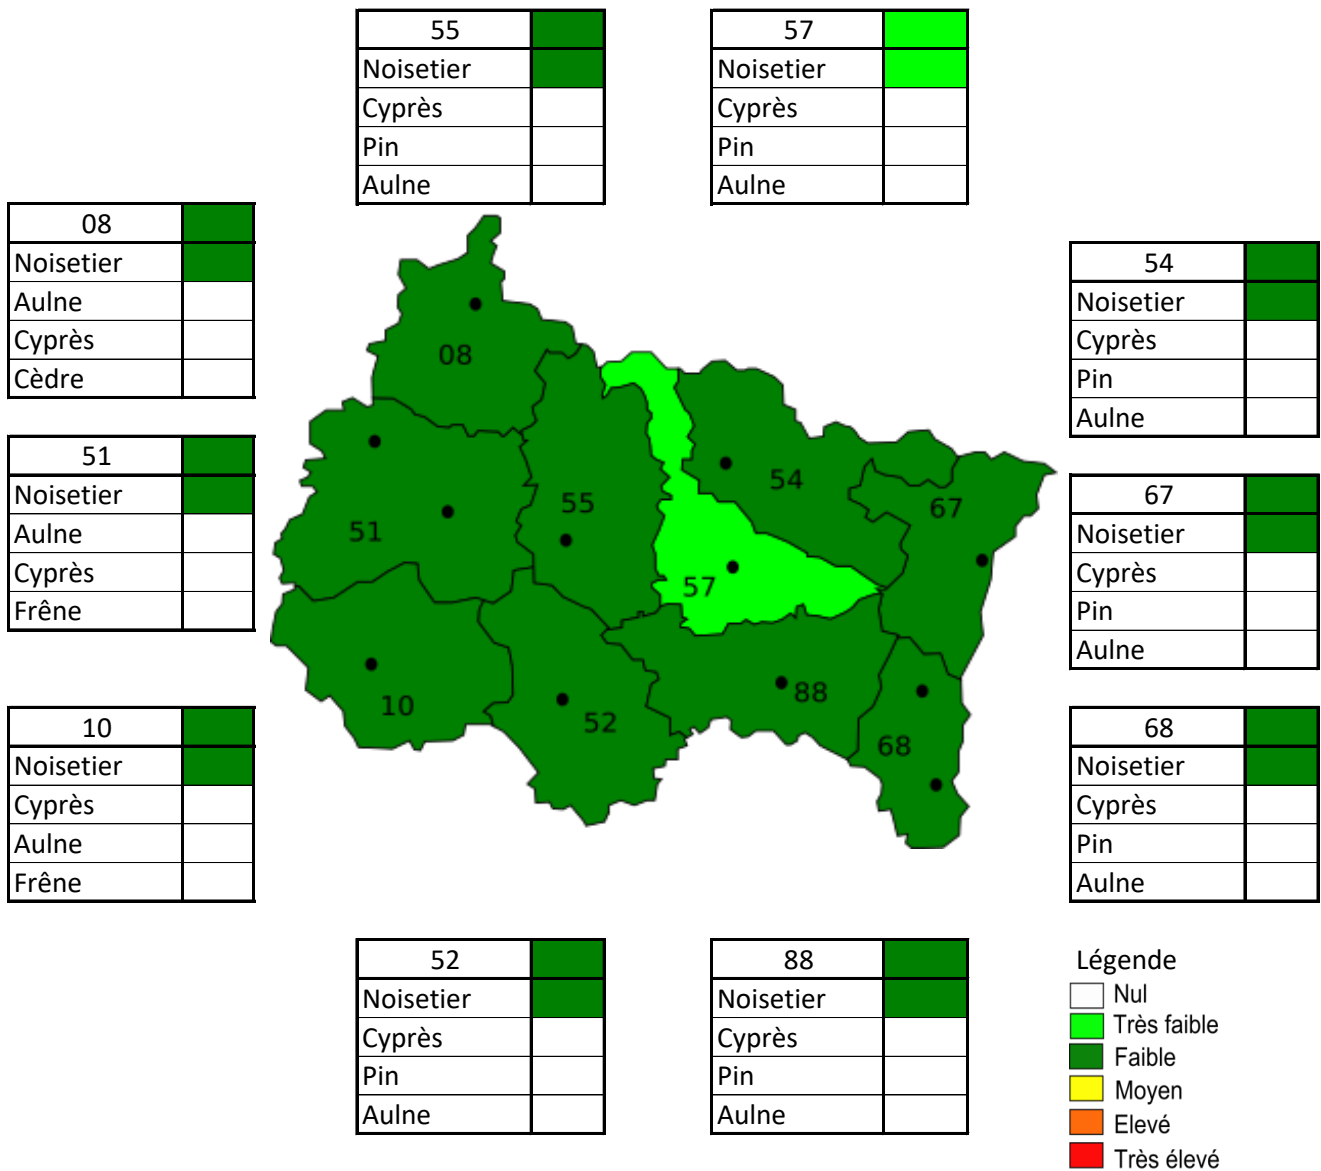 55
Noisetier
Cyprès
Pin
Aulne
57
Noisetier
Cyprès
Pin
Aulne
08
Noisetier
Aulne
Cyprès
Cèdre
51
Noisetier
Aulne
Cyprès
Frêne
10
Noisetier
Cyprès
Aulne
Frêne
08
51
55
54
67
57
10
52
88
68
54
Noisetier
Cyprès
Pin
Aulne
67
Noisetier
Cyprès
Pin
Aulne
68
Noisetier
Cyprès
Pin
Aulne
52
Noisetier
Cyprès
Pin
Aulne
88
Noisetier
Cyprès
Pin
Aulne
Légende
Nul
Très faible
Faible
Moyen
Elevé
Très élevé